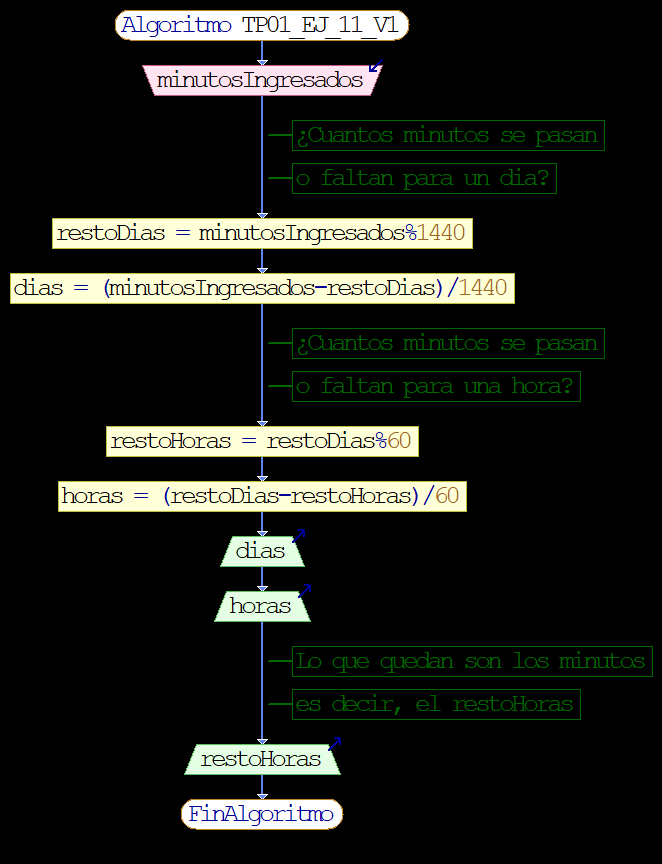 Algoritmo TP01_EJ_11_V1
minutosIngresados
¿Cuantos minutos se pasan
o faltan para un dia?
restoDias = minutosIngresados%1440
dias = (minutosIngresados-restoDias)/1440
¿Cuantos minutos se pasan
o faltan para una hora?
restoHoras = restoDias%60
horas = (restoDias-restoHoras)/60
dias
horas
Lo que quedan son los minutos
es decir, el restoHoras
restoHoras
FinAlgoritmo